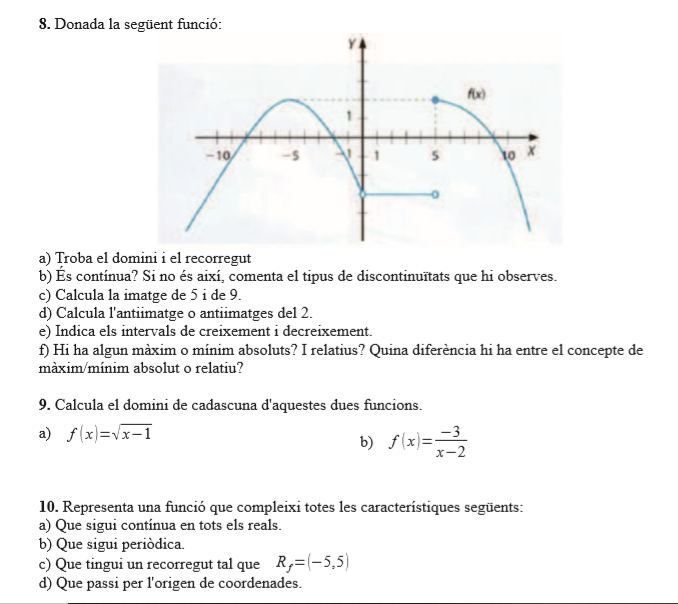 8. Donada la següent funció:
Y
f(x)
1
-10 -5 -1 1 5 10 X
a) Troba el domini i el recorregut
b) És contínua? Si no és així, comenta el tipus de discontinuïtats que hi observes.
c) Calcula la imatge de 5 i de 9.
d) Calcula l'antiimatge o antiimatges del 2.
e) Indica els intervals de creixement i decreixement.
f) Hi ha algun màxim o mínim absoluts? I relatius? Quina diferència hi ha entre el concepte de
màxim/mínim absolut o relatiu?
9. Calcula el domini de cadascuna d'aquestes dues funcions.
a) f(x)=√x−1 b) f(x)=−3/x−2
10. Representa una funció que compleixi totes les característiques següents:
a) Que sigui contínua en tots els reals.
b) Que sigui periòdica.
c) Que tingui un recorregut tal que Rf=(−5,5)
d) Que passi per l'origen de coordenades.